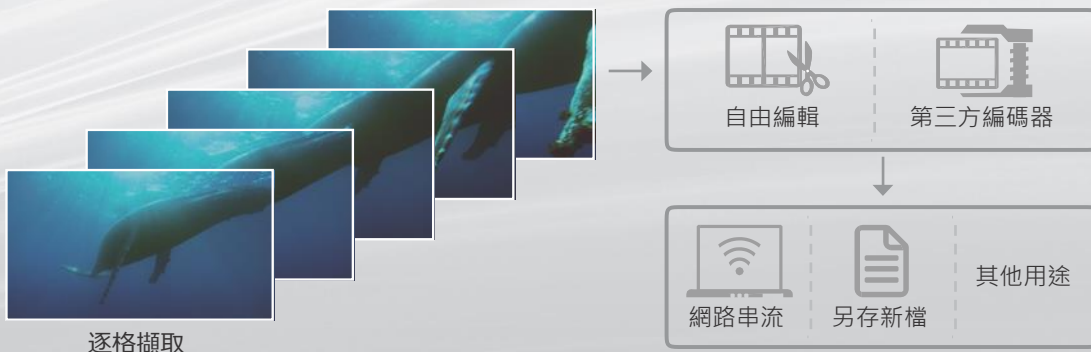 自由編輯
第三方編碼器
網路串流
另存新檔
其他用途
逐格擷取